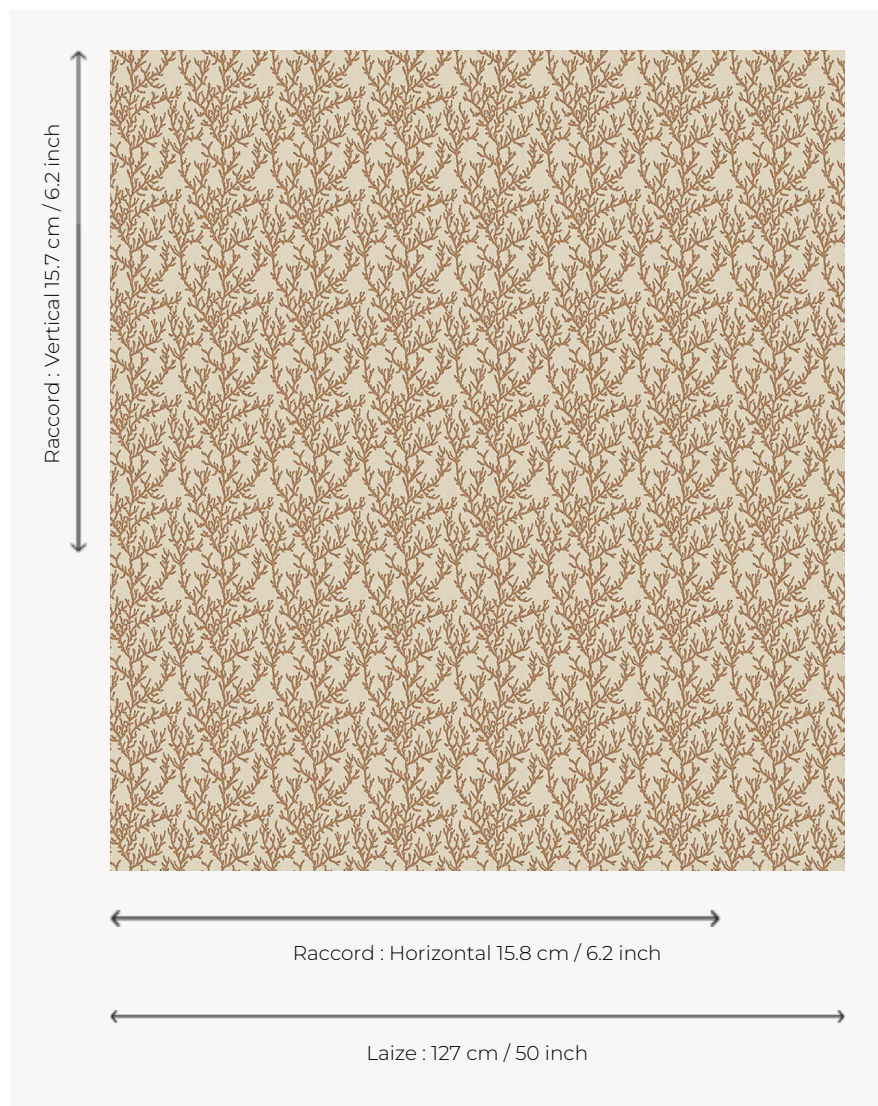 Raccord : Vertical 15.7 cm / 6.2 inch
Raccord : Horizontal 15.8 cm / 6.2 inch
Laize : 127 cm / 50 inch